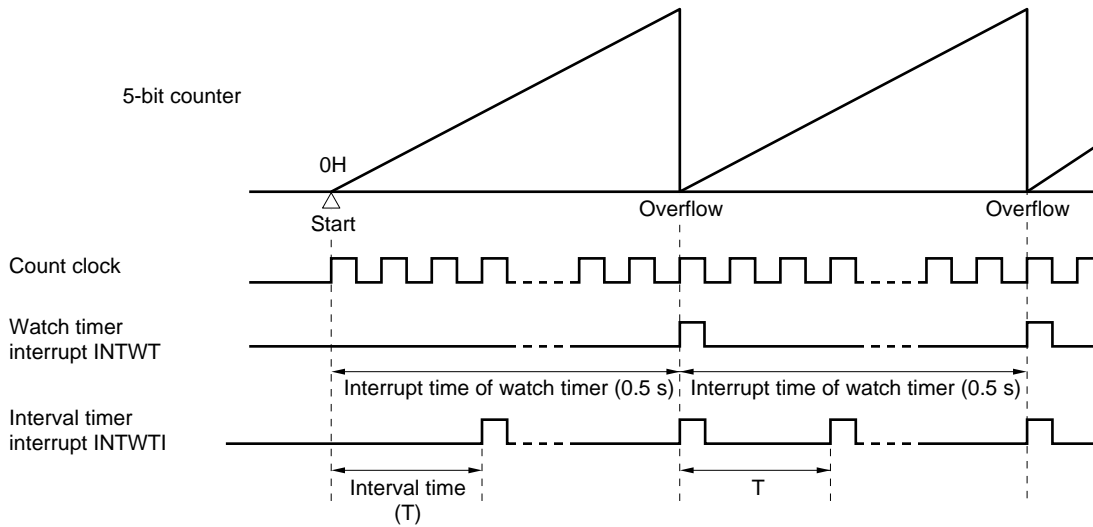 5-bit counter
0H
Start
Overflow
Overflow
Count clock
Watch timer
interrupt INTWT
Interrupt time of watch timer (0.5 s)
Interrupt time of watch timer (0.5 s)
Interval timer
interrupt INTWTI
Interval time
(T)
T